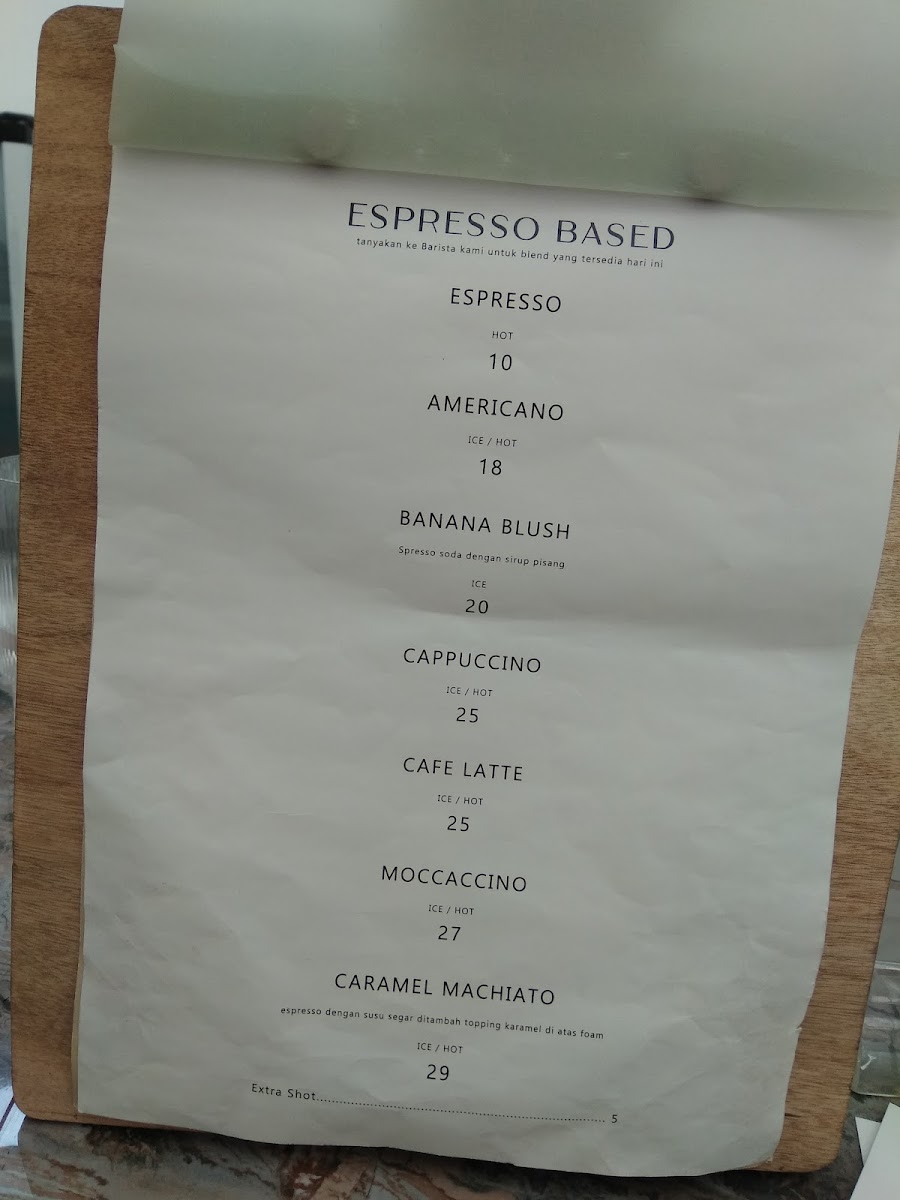 ESPRESSO BASED
tanyakan ke Barista kami untuk blend yang tersedia hari ini
ESPRESSO
HOT
10
AMERICANO
ICE / HOT
18
BANANA BLUSH
Spresso soda dengan sirup pisang
ICE
20
CAPPUCCINO
ICE / HOT
25
CAFE LATTE
ICE / HOT
25
MOCCACCINO
ICE / HOT
27
CARAMEL MACHIATO
espresso dengan susu segar ditambah topping karamel di atas foam
ICE / HOT
29
Extra Shot........................................................................ 5